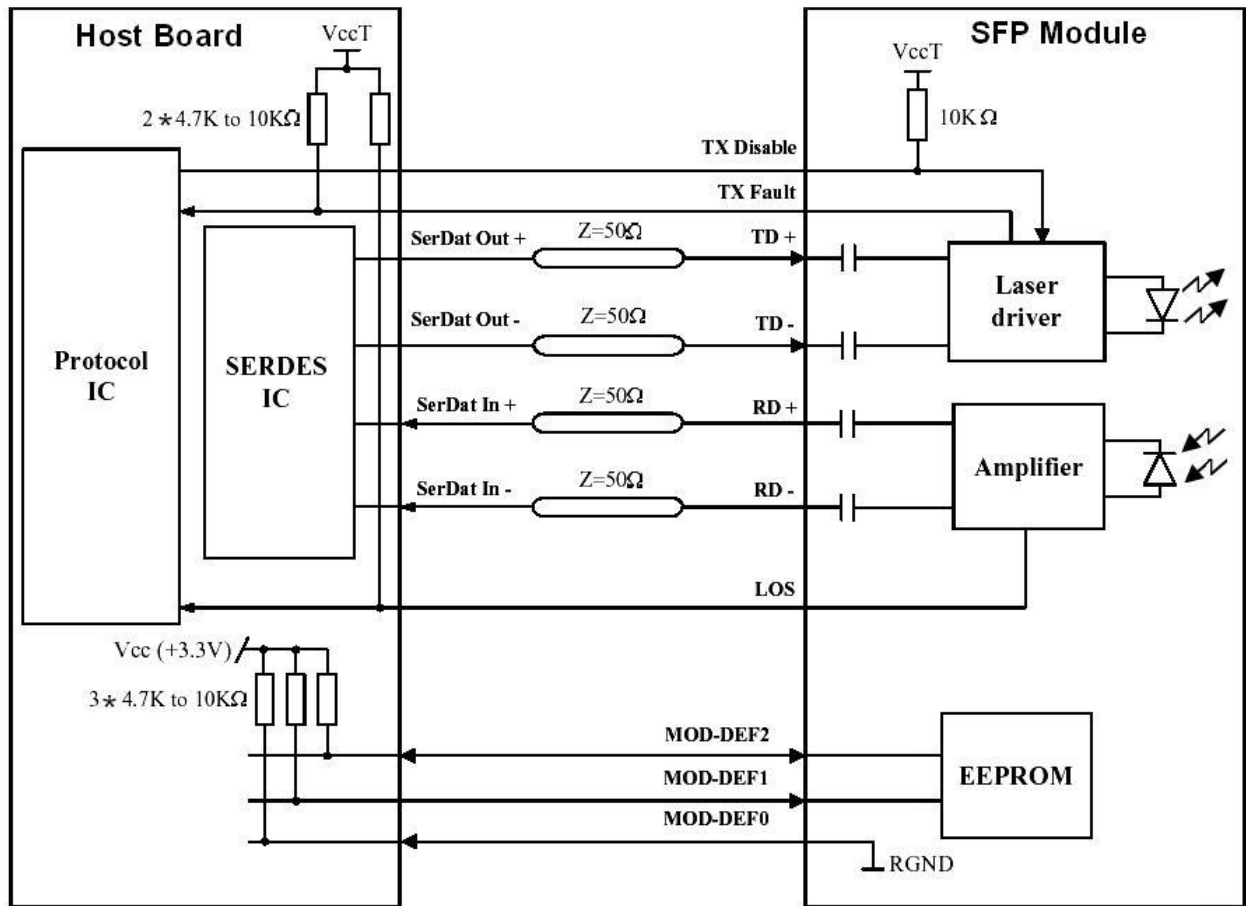 Host Board
VccT
2*4.7K to 10KΩ
SFP Module
VccT
10K Ω
TX Disable
TX Fault
SerDat Out +
Z=50Ω
TD +
SerDat Out -
Z=50Ω
TD -
Laser
driver
Protocol
IC
SERDES
IC
SerDat In +
Z=50Ω
RD +
SerDat In -
Z=50Ω
RD -
Amplifier
LOS
Vcc (+3.3V)
3* 4.7K to 10KΩ
MOD-DEF2
MOD-DEF1
MOD-DEF0
EEPROM
RGND